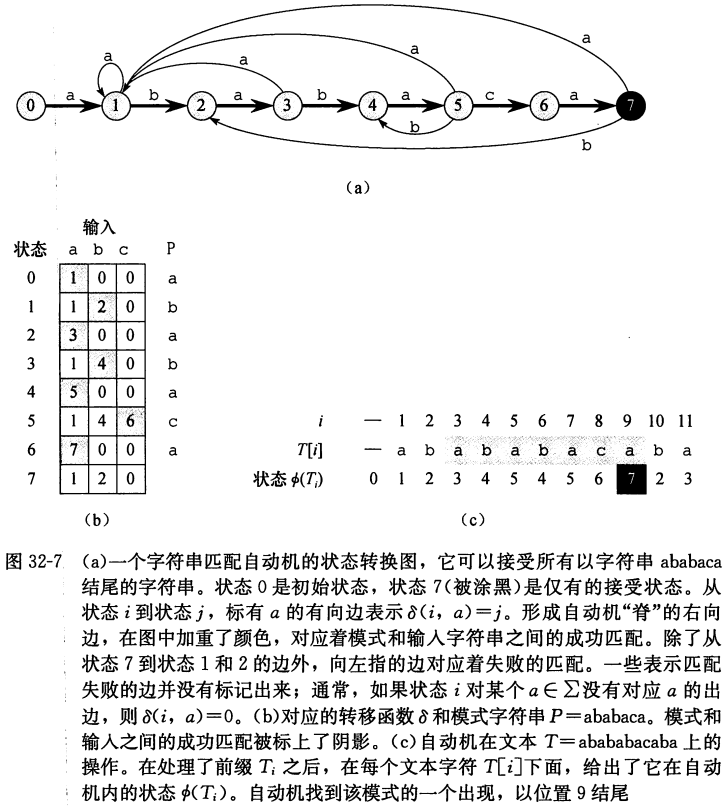 a a a a
0 a 1 b 2 a 3 b 4 a 5 c 6 a 7
b b
(a)
输入
状态 a b c P
0 1 0 0 a
1 1 2 0 b
2 3 0 0 a
3 1 4 0 b
4 5 0 0 a
5 1 4 6 c
6 7 0 0 a
7 1 2 0
(b)
i — 1 2 3 4 5 6 7 8 9 10 11
T[i] — a b a b a b a c a b a
状态 φ(Tᵢ) 0 1 2 3 4 5 4 5 6 7 2 3
(c)
图 32-7 (a)一个字符串匹配自动机的状态转换图，它可以接受所有以字符串 ababaca
结尾的字符串。状态 0 是初始状态，状态 7(被涂黑)是仅有的接受状态。从
状态 i 到状态 j，标有 a 的有向边表示 δ(i, a)=j。形成自动机“脊”的右向
边，在图中加重了颜色，对应着模式和输入字符串之间的成功匹配。除了从
状态 7 到状态 1 和 2 的边外，向左指的边对应着失败的匹配。一些表示匹配
失败的边并没有标记出来；通常，如果状态 i 对某个 a∈Σ没有对应 a 的出
边，则 δ(i, a)=0。(b)对应的转移函数 δ 和模式字符串 P=ababaca。模式和
输入之间的成功匹配被标上了阴影。(c)自动机在文本 T=abababacaba 上的
操作。在处理了前缀 Tᵢ 之后，在每个文本字符 T[i]下面，给出了它在自动
机内的状态 φ(Tᵢ)。自动机找到该模式的一个出现，以位置 9 结尾